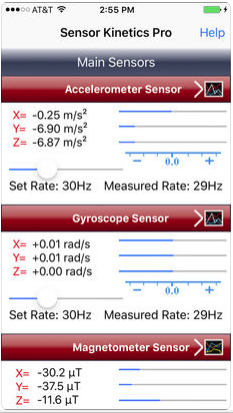 AT&T 2:55 PM
Sensor Kinetics Pro Help
Main Sensors
Accelerometer Sensor
X= -0.25 m/s²
Y= -6.90 m/s²
Z= -6.87 m/s²
− 0.0 +
Set Rate: 30Hz Measured Rate: 29Hz
Gyroscope Sensor
X= +0.01 rad/s
Y= +0.01 rad/s
Z= +0.00 rad/s
− 0.0 +
Set Rate: 30Hz Measured Rate: 29Hz
Magnetometer Sensor
X= -30.2 μT
Y= -37.5 μT
Z= -11.6 μT